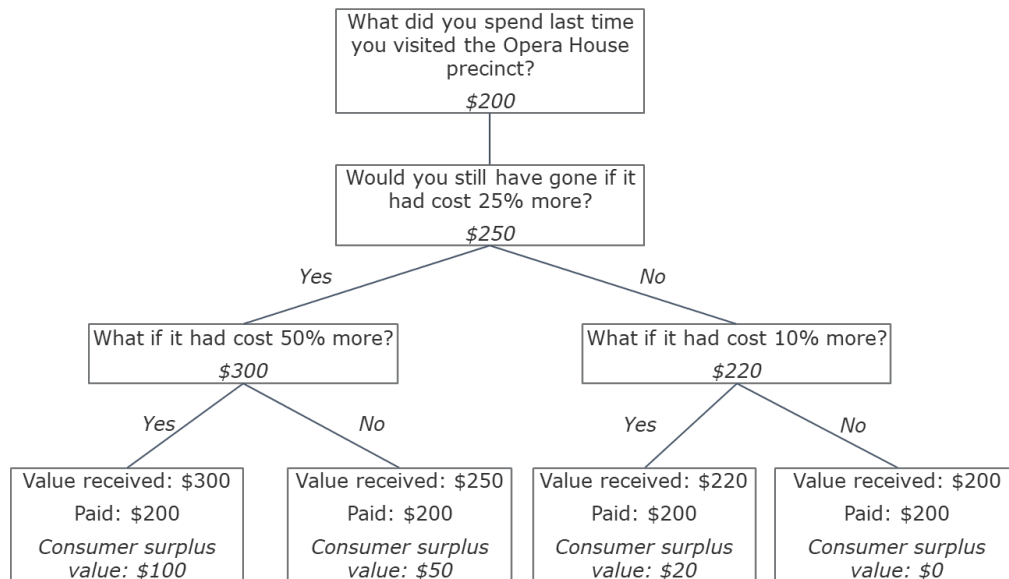 What did you spend last time
you visited the Opera House
precinct?
$200
Would you still have gone if it
had cost 25% more?
$250
Yes
No
What if it had cost 50% more?
$300
What if it had cost 10% more?
$220
Yes
No
Yes
No
Value received: $300
Paid: $200
Consumer surplus
value: $100
Value received: $250
Paid: $200
Consumer surplus
value: $50
Value received: $220
Paid: $200
Consumer surplus
value: $20
Value received: $200
Paid: $200
Consumer surplus
value: $0